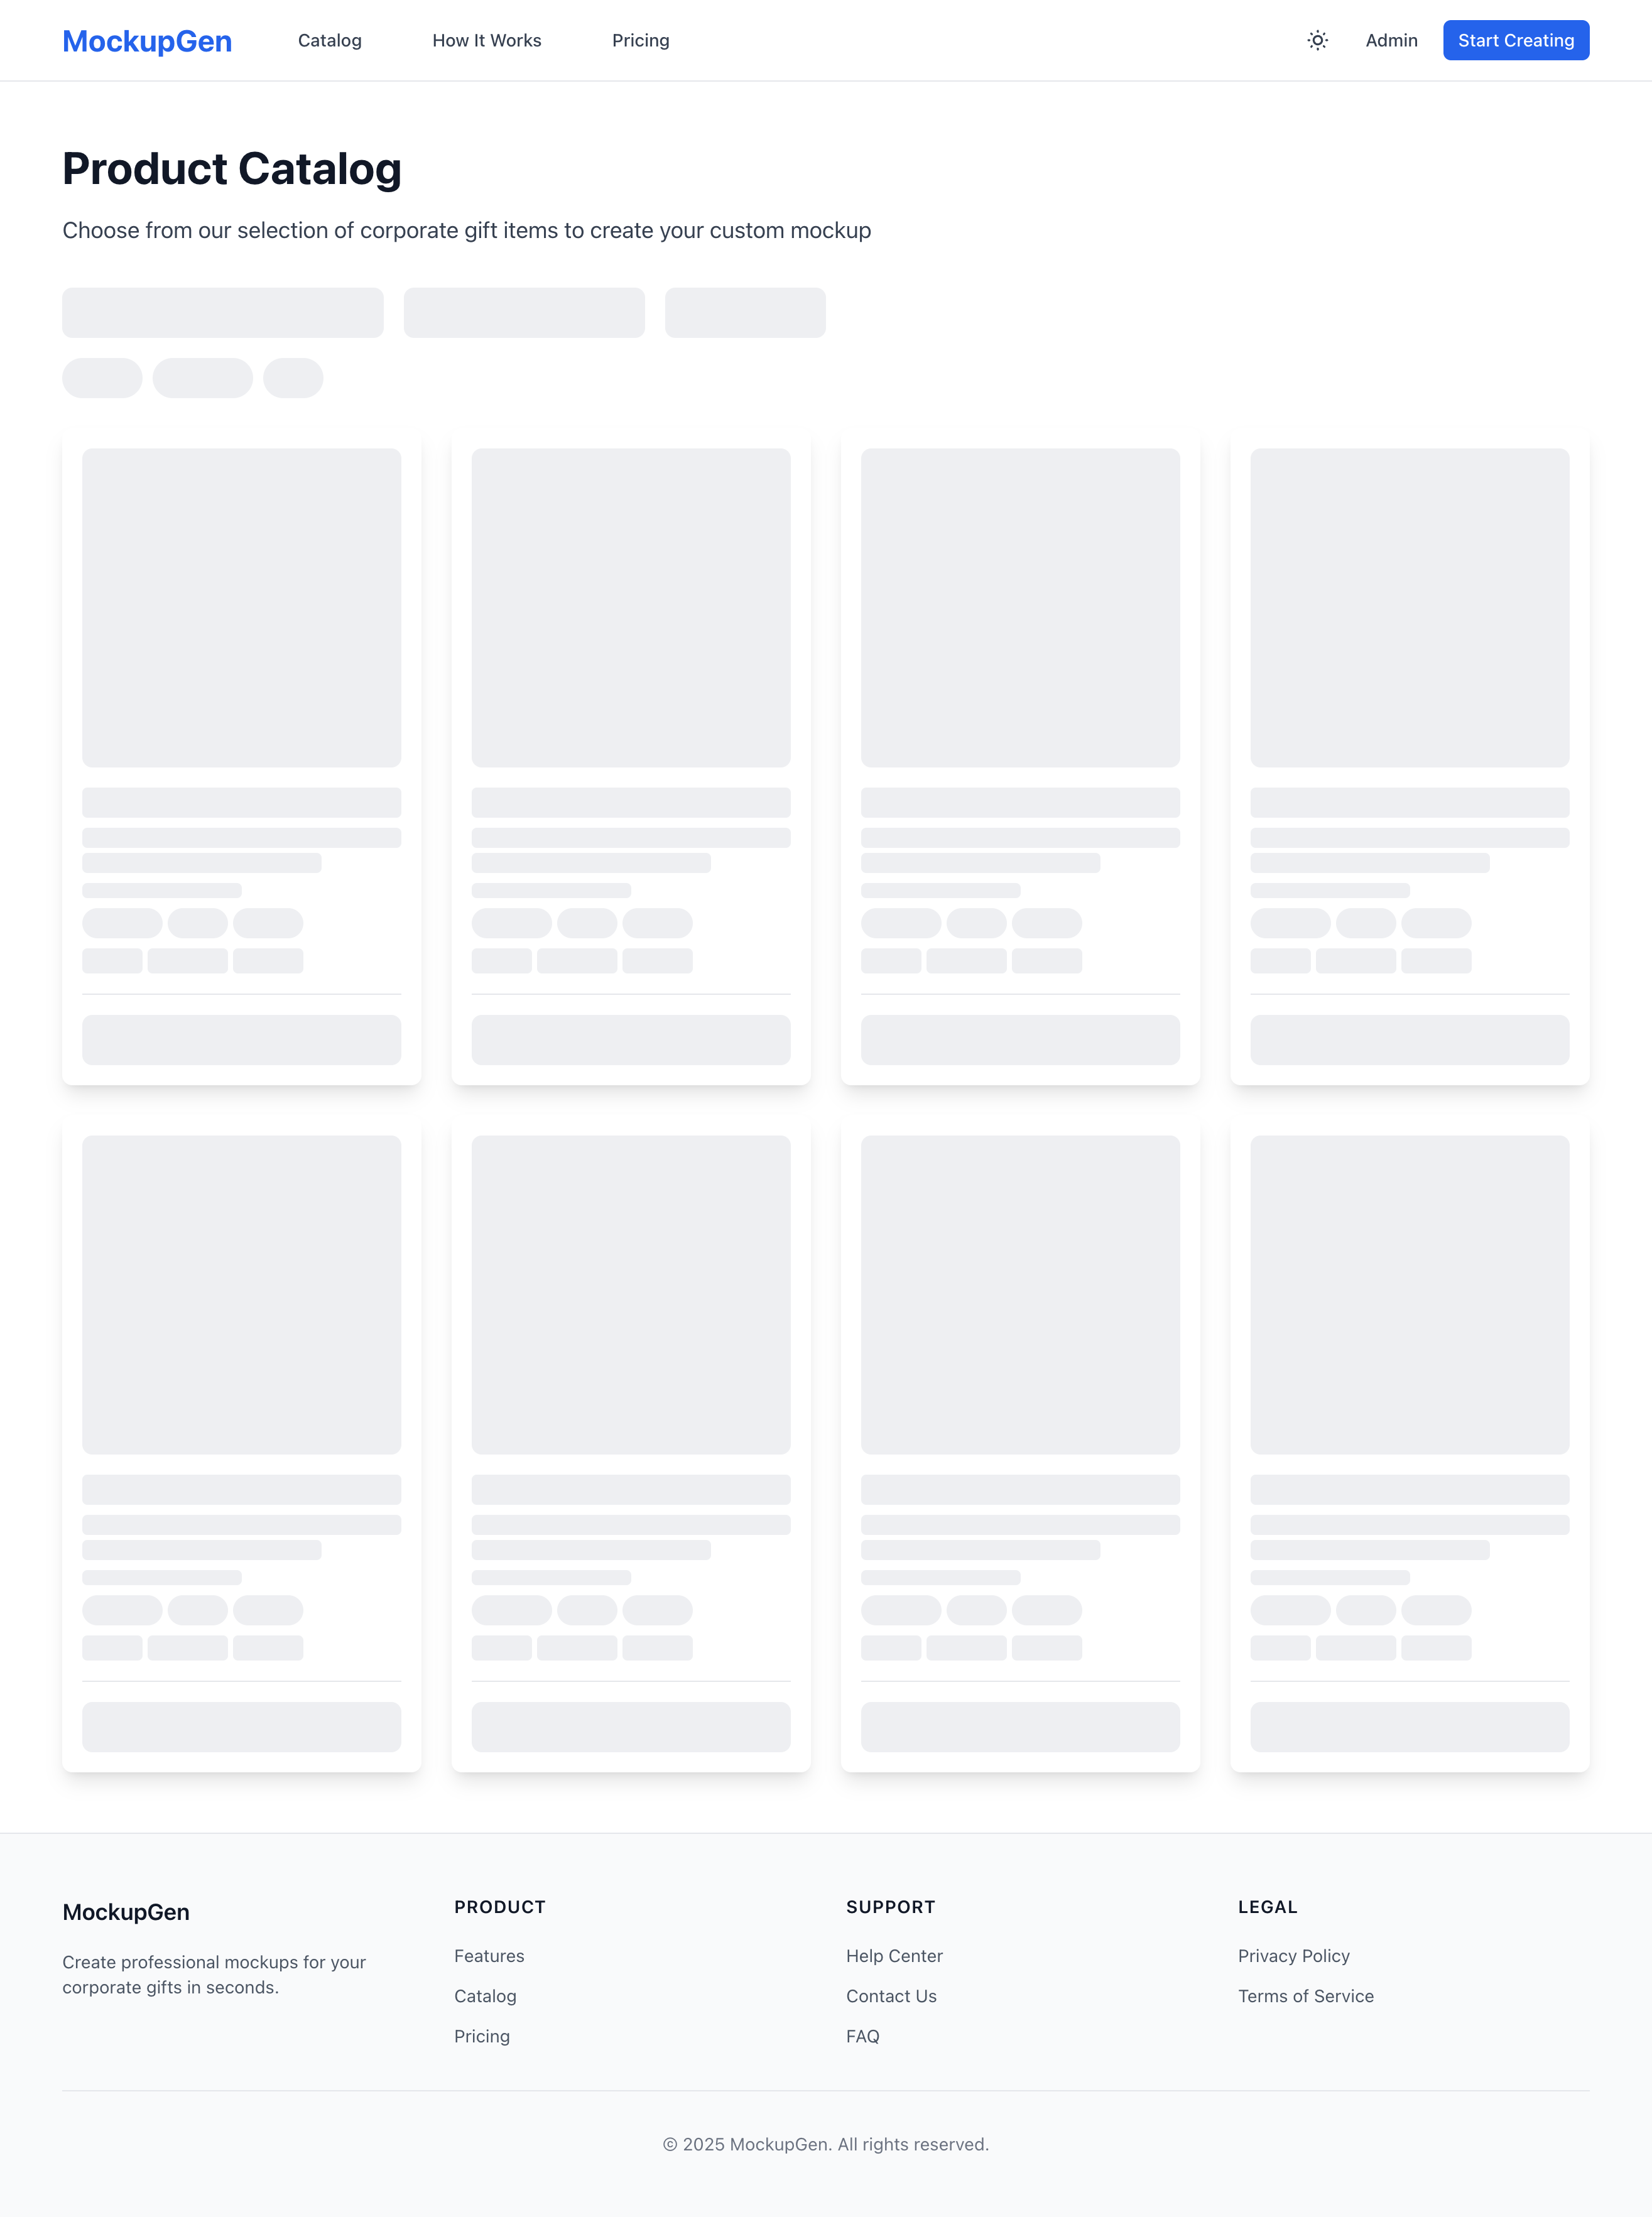 MockupGen
Catalog
How It Works
Pricing
Admin
Start Creating
Product Catalog
Choose from our selection of corporate gift items to create your custom mockup
MockupGen
Create professional mockups for your
corporate gifts in seconds.
PRODUCT
Features
Catalog
Pricing
SUPPORT
Help Center
Contact Us
FAQ
LEGAL
Privacy Policy
Terms of Service
© 2025 MockupGen. All rights reserved.